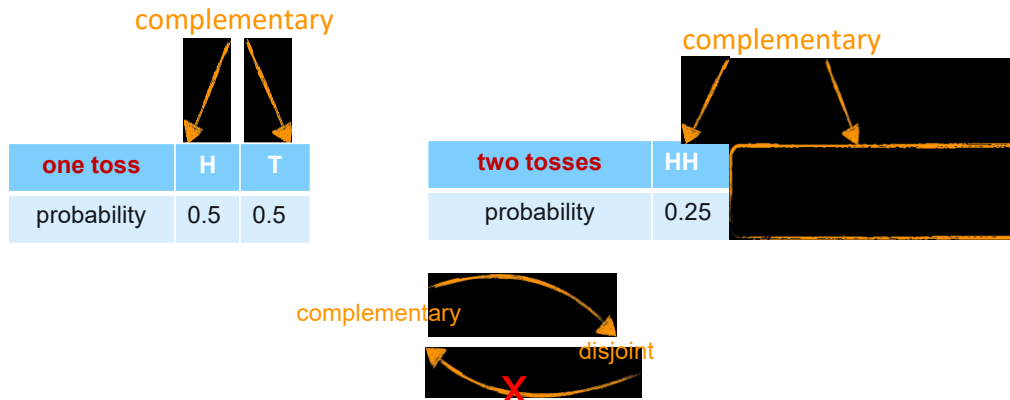 complementary
one toss H T
probability 0.5 0.5
complementary
two tosses HH
probability 0.25
complementary
disjoint
X